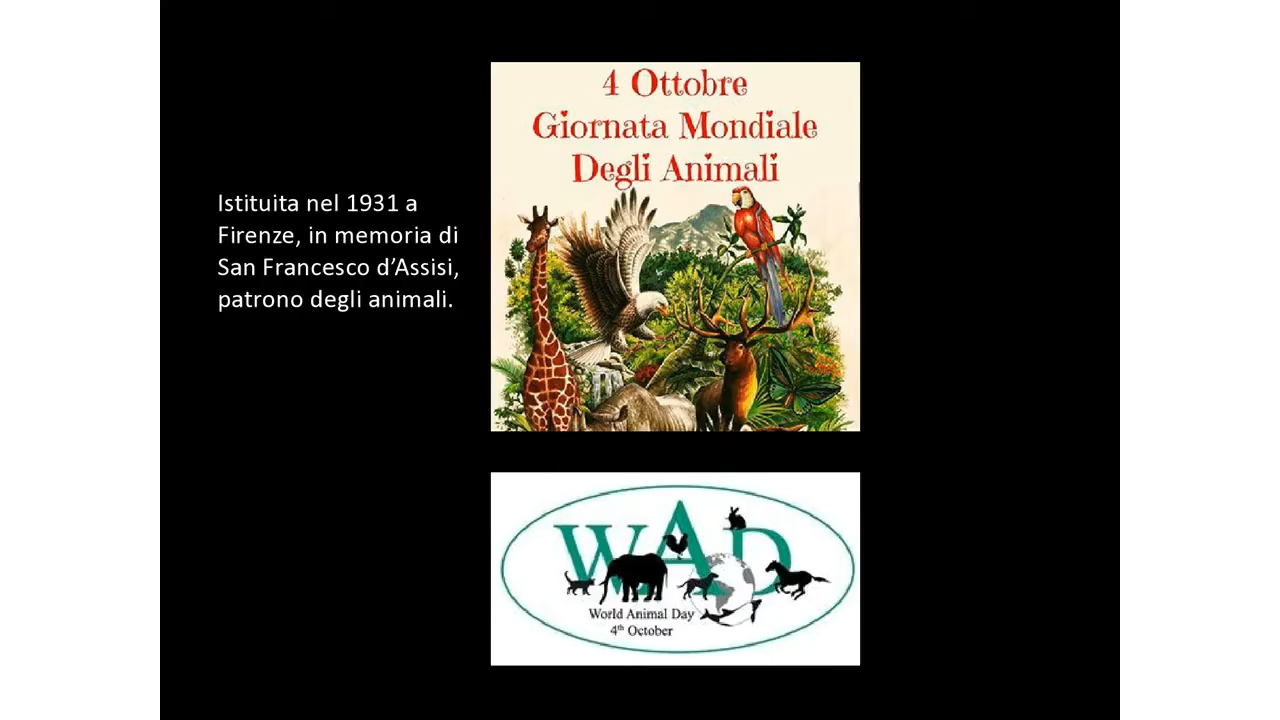 Istituita nel 1931 a
Firenze, in memoria di
San Francesco d’Assisi,
patrono degli animali.
4 Ottobre
Giornata Mondiale
Degli Animali
WAD
World Animal Day
4th October